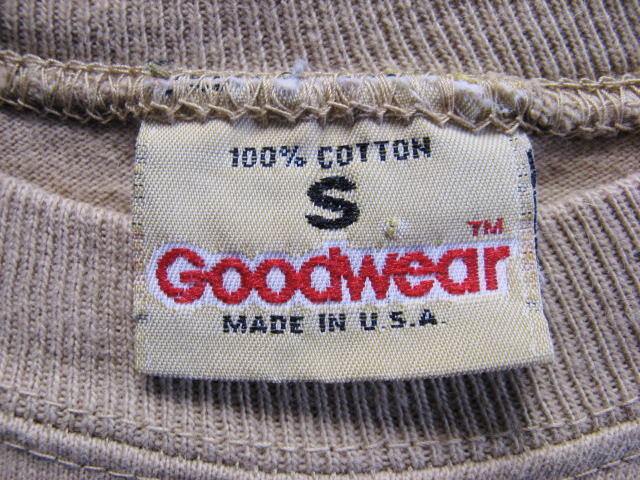 100% COTTON
S
Goodwear™
MADE IN U.S.A.